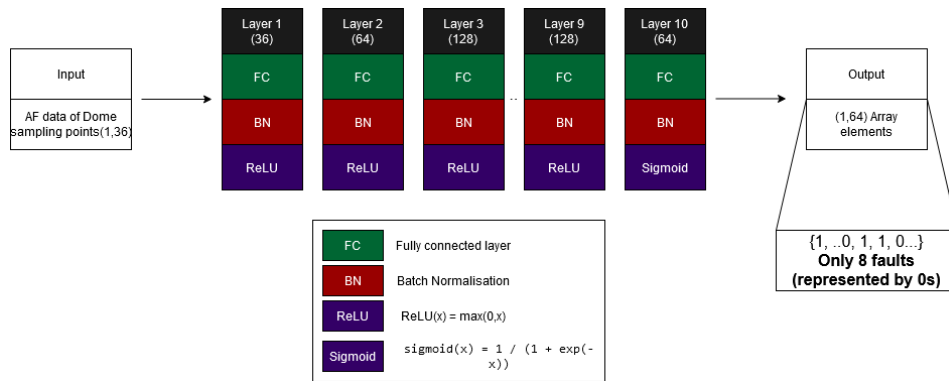 Input
AF data of Dome
sampling points(1,36)
Layer 1
(36)
FC
BN
ReLU
Layer 2
(64)
FC
BN
ReLU
Layer 3
(128)
FC
BN
ReLU
..
Layer 9
(128)
FC
BN
ReLU
Layer 10
(64)
FC
BN
Sigmoid
Output
(1,64) Array
elements
{1, ..0, 1, 1, 0...}
Only 8 faults
(represented by 0s)
FC
Fully connected layer
BN
Batch Normalisation
ReLU
ReLU(x) = max(0,x)
Sigmoid
sigmoid(x) = 1 / (1 + exp(-
x))